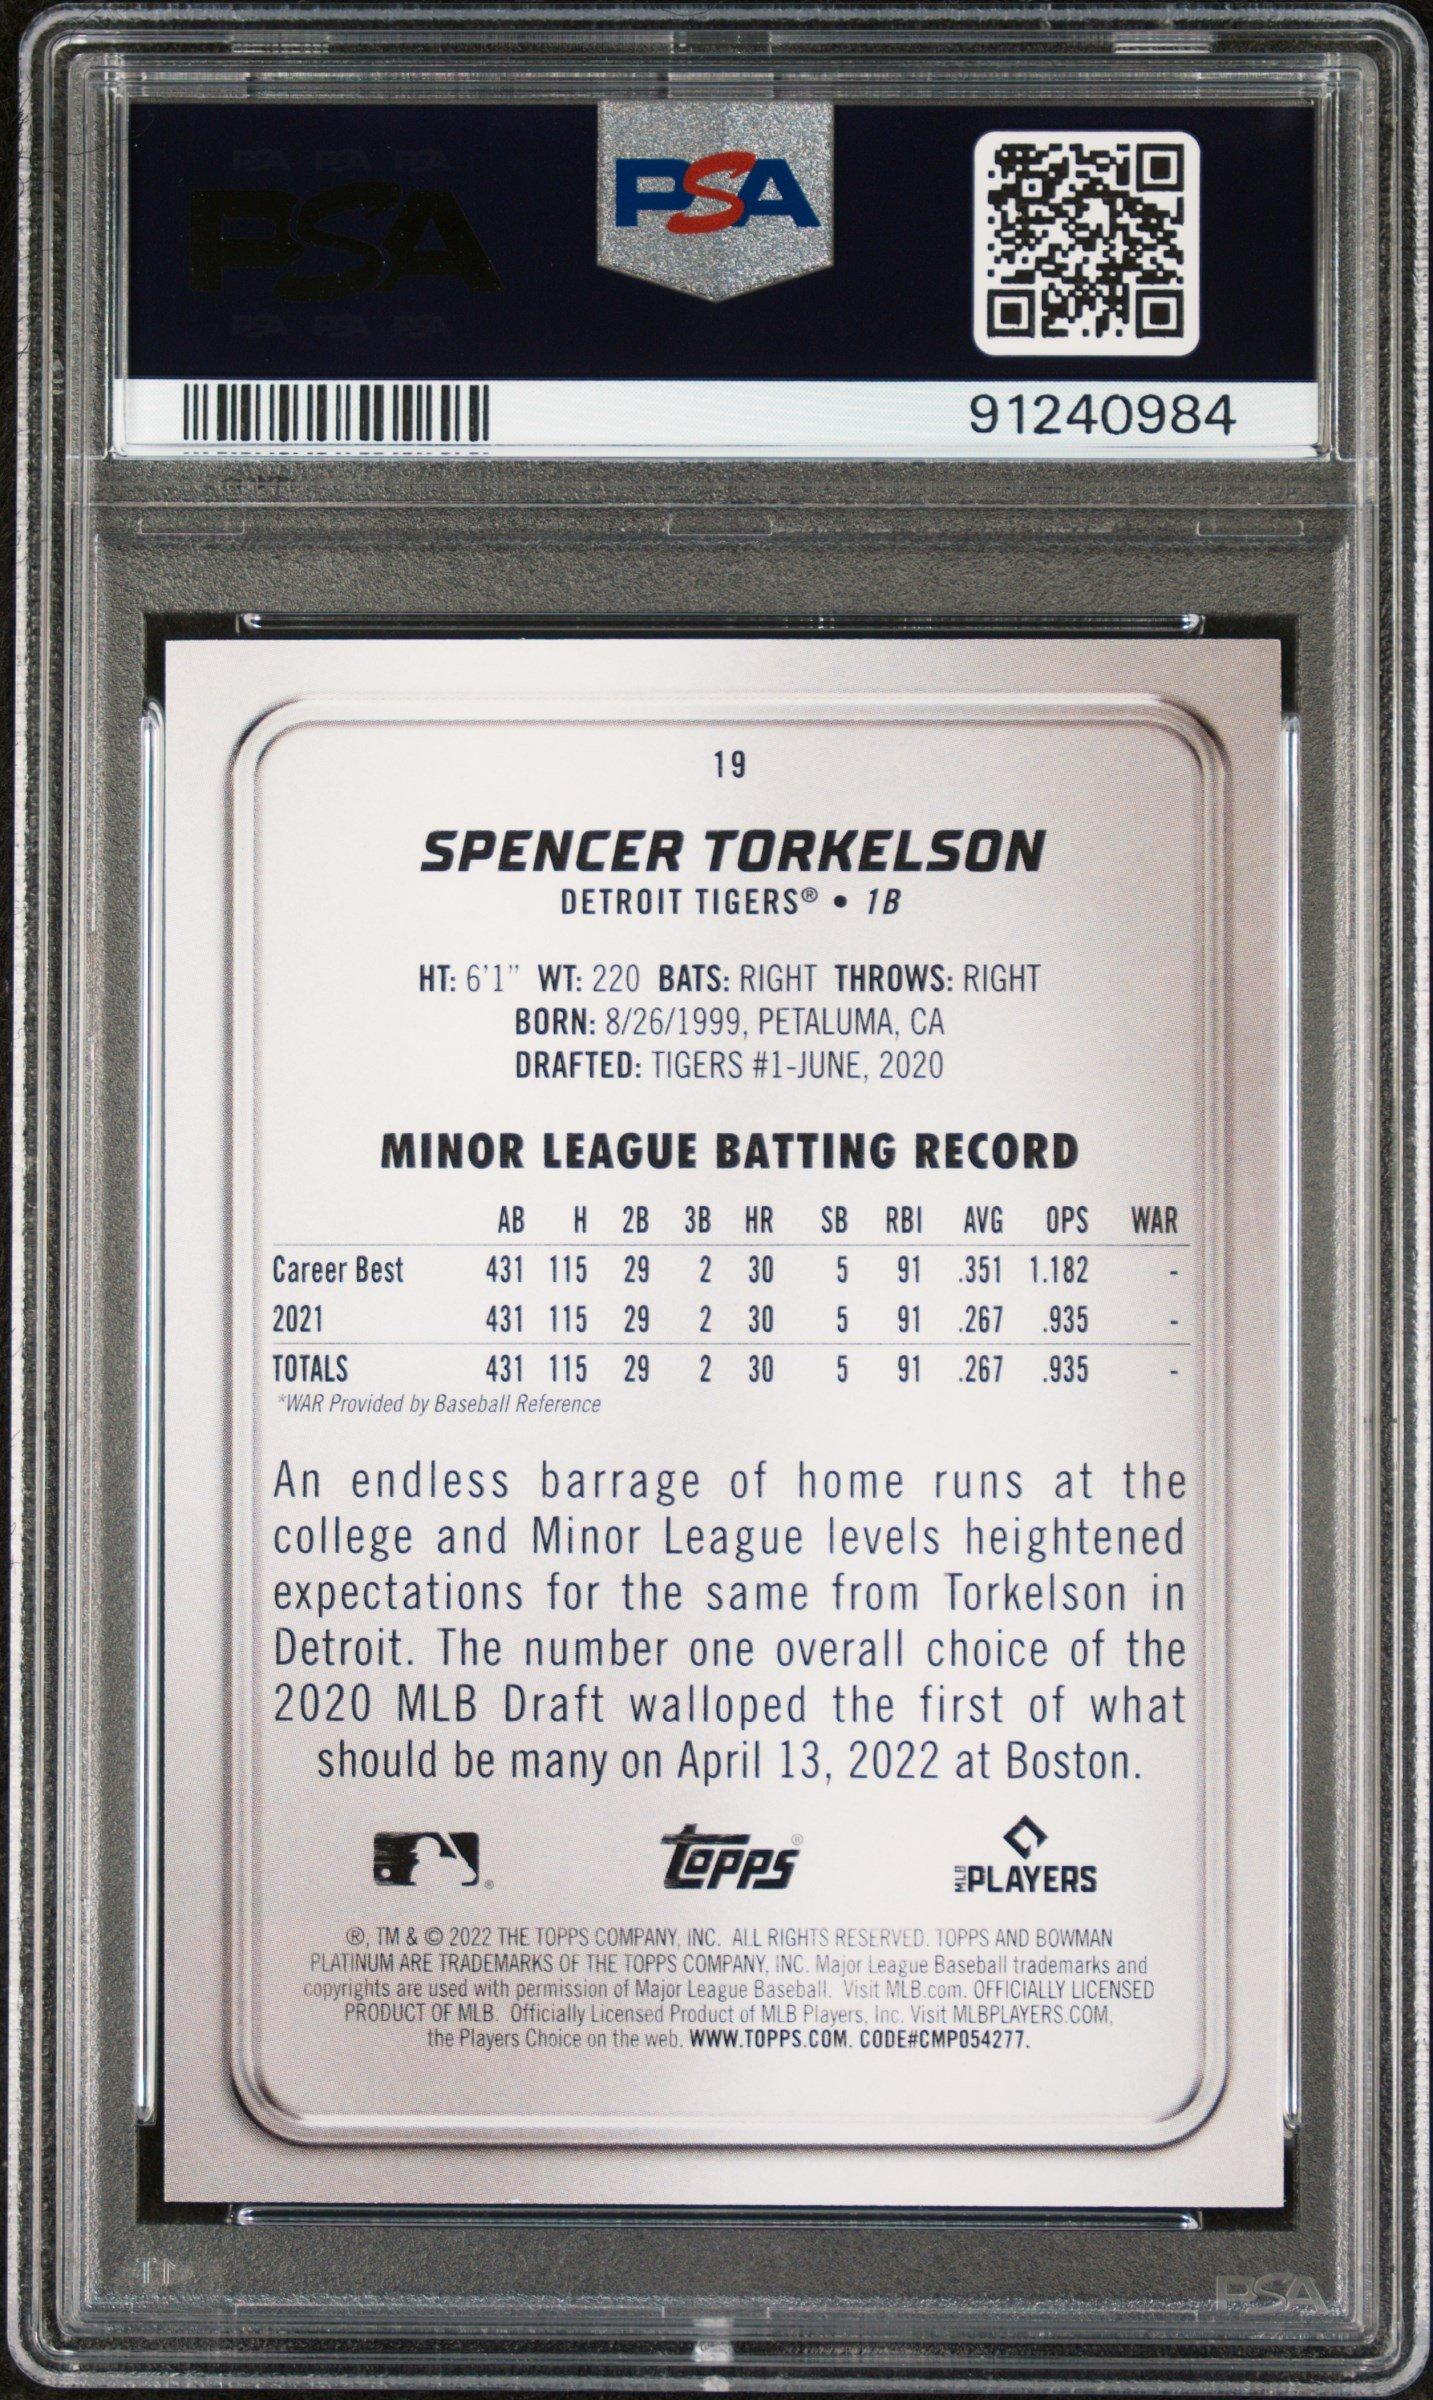 PSA PSA PSA
PSA
PSA
PSA PSA PSA
91240984
19
SPENCER TORKELSON
DETROIT TIGERS® • 1B
HT: 6'1" WT: 220 BATS: RIGHT THROWS: RIGHT
BORN: 8/26/1999, PETALUMA, CA
DRAFTED: TIGERS #1-JUNE, 2020
MINOR LEAGUE BATTING RECORD
AB H 2B 3B HR SB RBI AVG OPS WAR
Career Best 431 115 29 2 30 5 91 .351 1.182 -
2021 431 115 29 2 30 5 91 .267 .935 -
TOTALS 431 115 29 2 30 5 91 .267 .935 -
*WAR Provided by Baseball Reference
An endless barrage of home runs at the
college and Minor League levels heightened
expectations for the same from Torkelson in
Detroit. The number one overall choice of the
2020 MLB Draft walloped the first of what
should be many on April 13, 2022 at Boston.
® Topps® MLB PLAYERS
®, TM & © 2022 THE TOPPS COMPANY, INC. ALL RIGHTS RESERVED. TOPPS AND BOWMAN
PLATINUM ARE TRADEMARKS OF THE TOPPS COMPANY, INC. Major League Baseball trademarks and
copyrights are used with permission of Major League Baseball. Visit MLB.com. OFFICIALLY LICENSED
PRODUCT OF MLB. Officially Licensed Product of MLB Players, Inc. Visit MLBPLAYERS.COM,
the Players Choice on the web. WWW.TOPPS.COM. CODE#CMP054277.
PSA